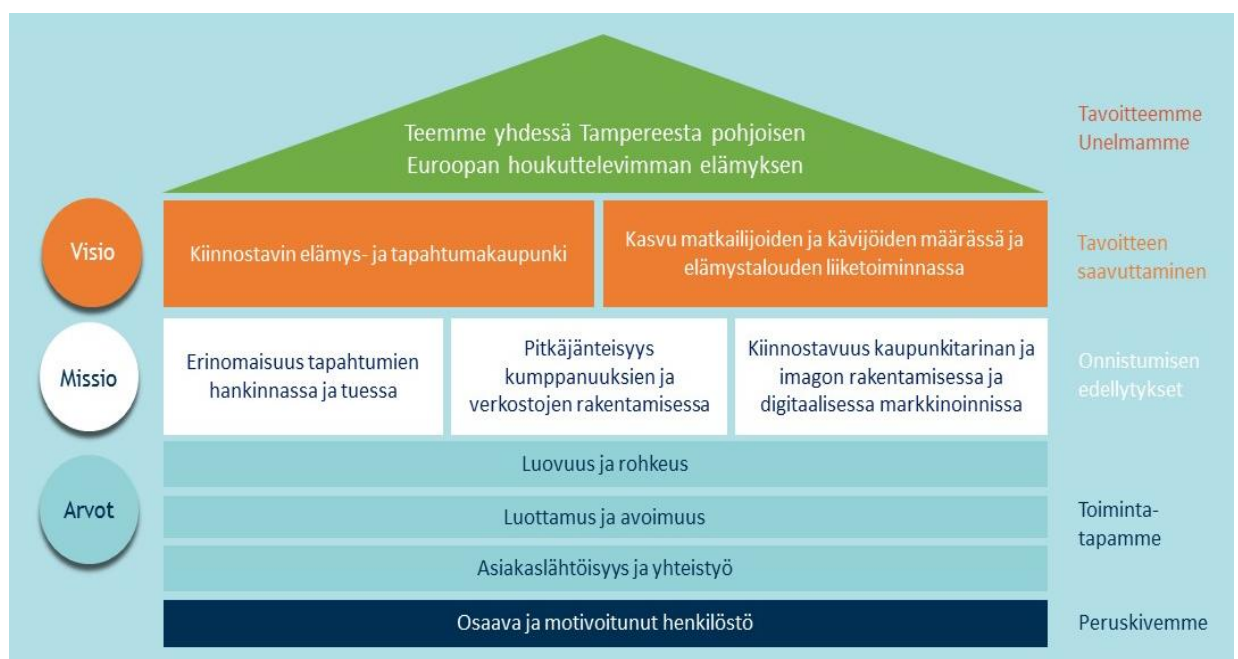 Teemme yhdessä Tampereesta pohjoisen
Euroopan houkuttelevimman elämyksen
Tavoitteemme
Unelmamme
Visio
Kiinnostavin elämys- ja tapahtumakaupunki
Kasvu matkailijoiden ja kävijöiden määrässä ja
elämystalouden liiketoiminnassa
Tavoitteen
saavuttaminen
Missio
Erinomaisuus tapahtumien
hankinnassa ja tuessa
Pitkäjänteisyys
kumppanuuksien ja
verkostojen rakentamisessa
Kiinnostavuus kaupunkitarinan ja
imagon rakentamisessa ja
digitaalisessa markkinoinnissa
Onnistumisen
edellytykset
Arvot
Luovuus ja rohkeus
Luottamus ja avoimuus
Asiakaslähtöisyys ja yhteistyö
Toiminta-
tapamme
Osaava ja motivoitunut henkilöstö
Peruskivemme